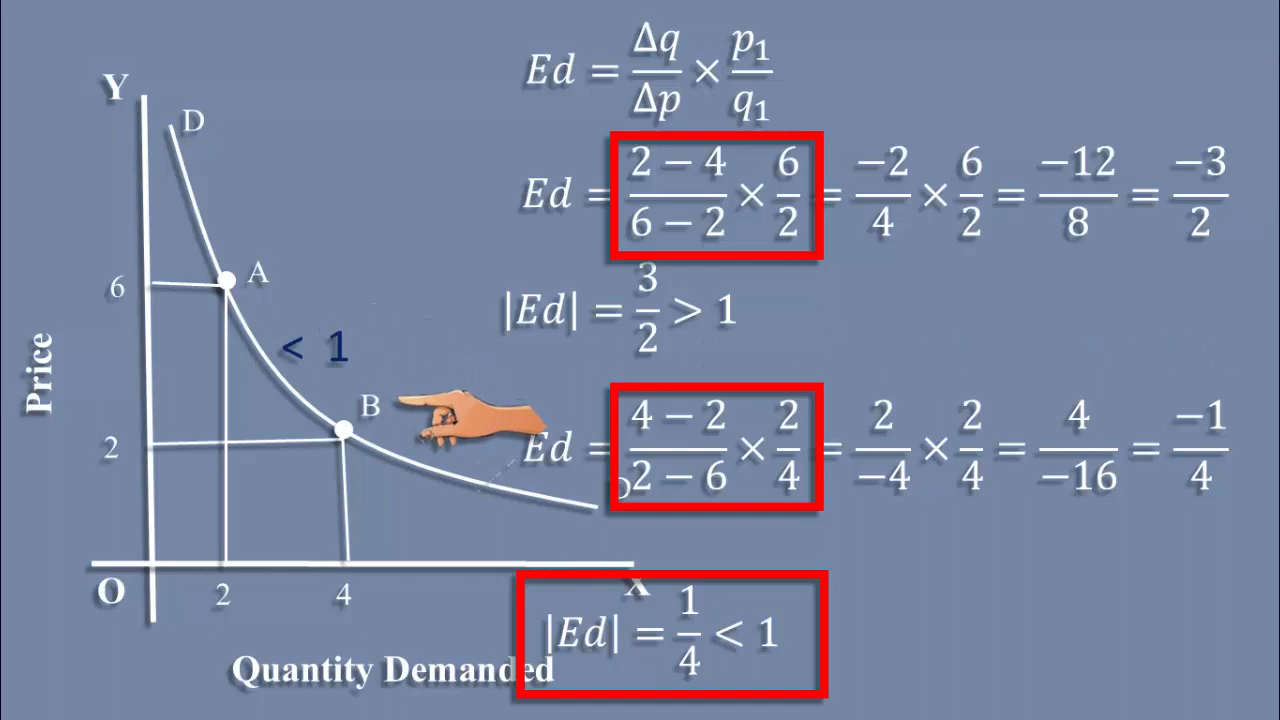 Ed = Δq/Δp × p₁/q₁
Y
D
Ed = (2 − 4)/(6 − 2) × 6/2 = −2/4 × 6/2 = −12/8 = −3/2
A
6
|Ed| = 3/2 > 1
< 1
Price
B
Ed = (4 − 2)/(2 − 6) × 2/4 = 2/−4 × 2/4 = 4/−16 = −1/4
2
D
X
O
2
4
|Ed| = 1/4 < 1
Quantity Demanded